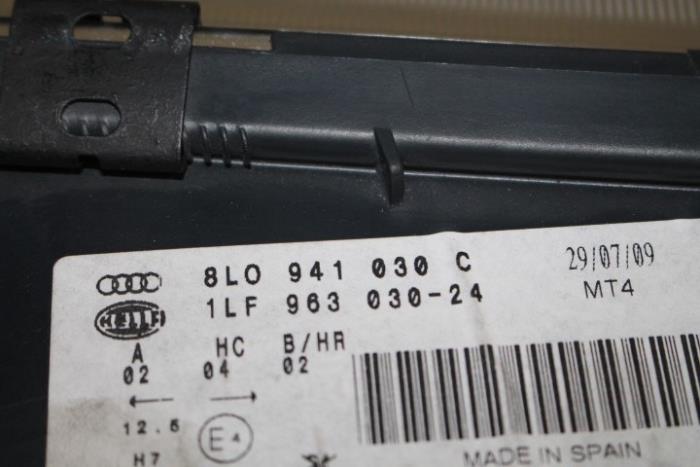 8L0 941 030 C
29/07/09
HELLA
1LF 963 030-24
MT4
A HC B/HR
02 04 02
← →
12.5
E4
H7
MADE IN SPAIN